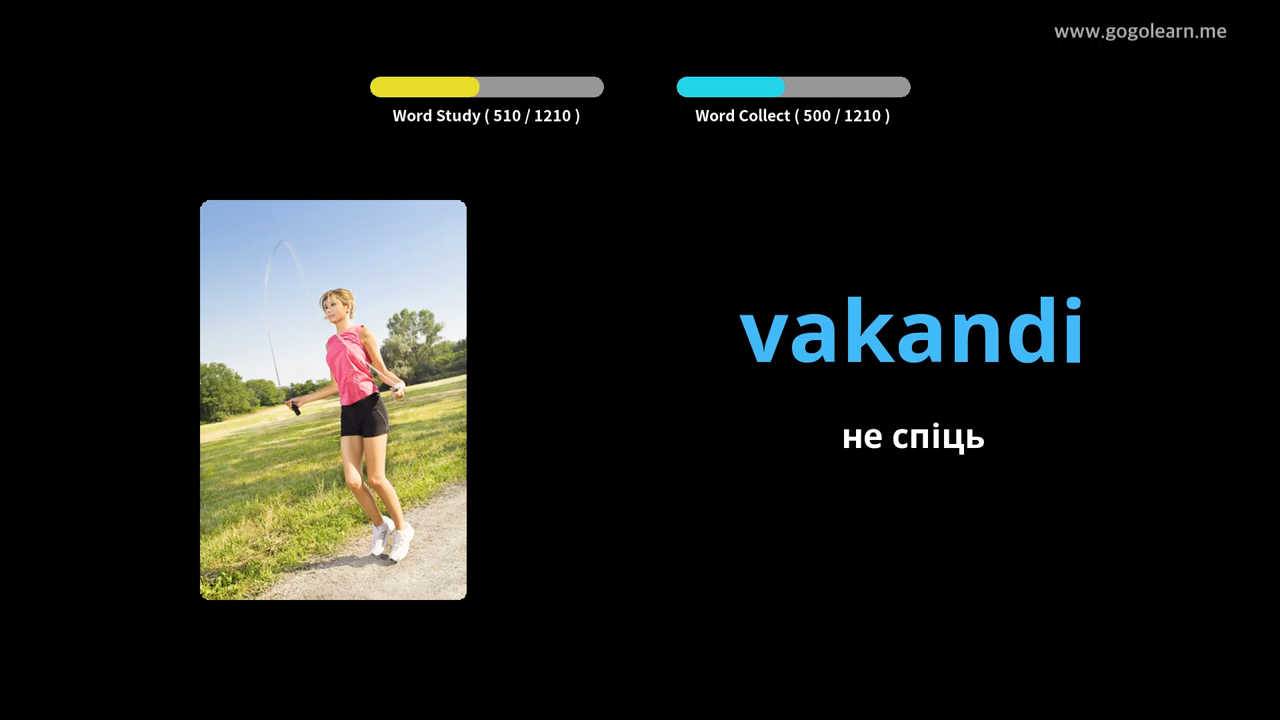 www.gogolearn.me
Word Study ( 510 / 1210 )
Word Collect ( 500 / 1210 )
vakandi
не спіць